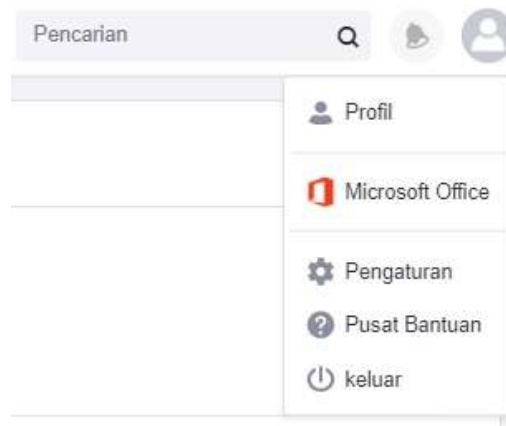 Pencarian
Profil
Microsoft Office
Pengaturan
Pusat Bantuan
keluar